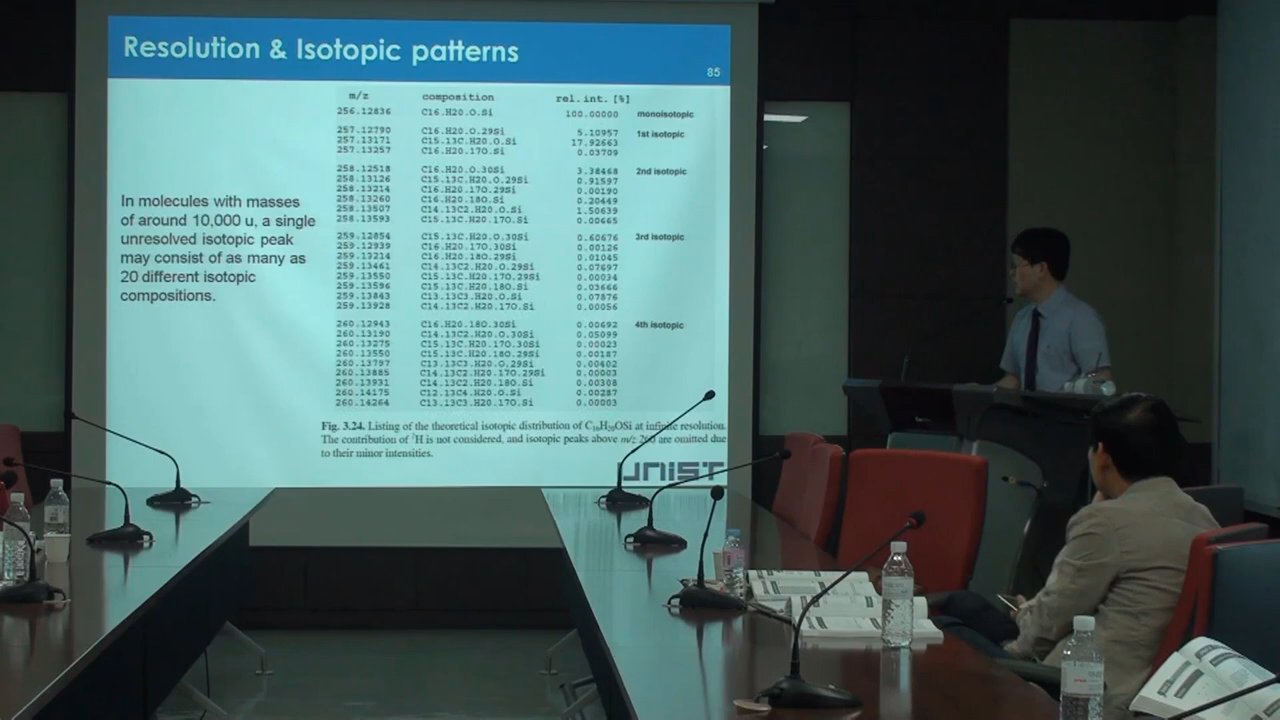 Resolution & Isotopic patterns
85
m/z composition rel.int.[%]
256.12836 C16.H20.O.Si 100.00000 monoisotopic
257.12790 C16.H20.O.29Si 5.10957 1st isotopic
257.13171 C15.13C.H20.O.Si 17.92663
257.13257 C16.H20.17O.Si 0.03709
258.12518 C16.H20.O.30Si 3.38468 2nd isotopic
258.13126 C15.13C.H20.O.29Si 0.91597
258.13214 C16.H20.17O.29Si 0.00190
258.13260 C16.H20.18O.Si 0.20449
258.13507 C14.13C2.H20.O.Si 1.50639
258.13593 C15.13C.H20.17O.Si 0.00665
259.12854 C15.13C.H20.O.30Si 0.60676 3rd isotopic
259.12939 C16.H20.17O.30Si 0.00126
259.13214 C16.H20.18O.29Si 0.01045
259.13461 C14.13C2.H20.O.29Si 0.07697
259.13550 C15.13C.H20.17O.29Si 0.00034
259.13596 C15.13C.H20.18O.Si 0.03666
259.13843 C13.13C3.H20.O.Si 0.07876
259.13928 C14.13C2.H20.17O.Si 0.00056
260.12943 C16.H20.18O.30Si 0.00692 4th isotopic
260.13190 C14.13C2.H20.O.30Si 0.05099
260.13275 C15.13C.H20.17O.30Si 0.00023
260.13550 C15.13C.H20.18O.29Si 0.00187
260.13797 C13.13C3.H20.O.29Si 0.00402
260.13885 C14.13C2.H20.17O.29Si 0.00003
260.13931 C14.13C2.H20.18O.Si 0.00308
260.14175 C12.13C4.H20.O.Si 0.00287
260.14264 C13.13C3.H20.17O.Si 0.00003
In molecules with masses
of around 10,000 u, a single
unresolved isotopic peak
may consist of as many as
20 different isotopic
compositions.
Fig. 3.24. Listing of the theoretical isotopic distribution of C16H20OSi at infinite resolution.
The contribution of 2H is not considered, and isotopic peaks above m/z 260 are omitted due
to their minor intensities.
UNIST